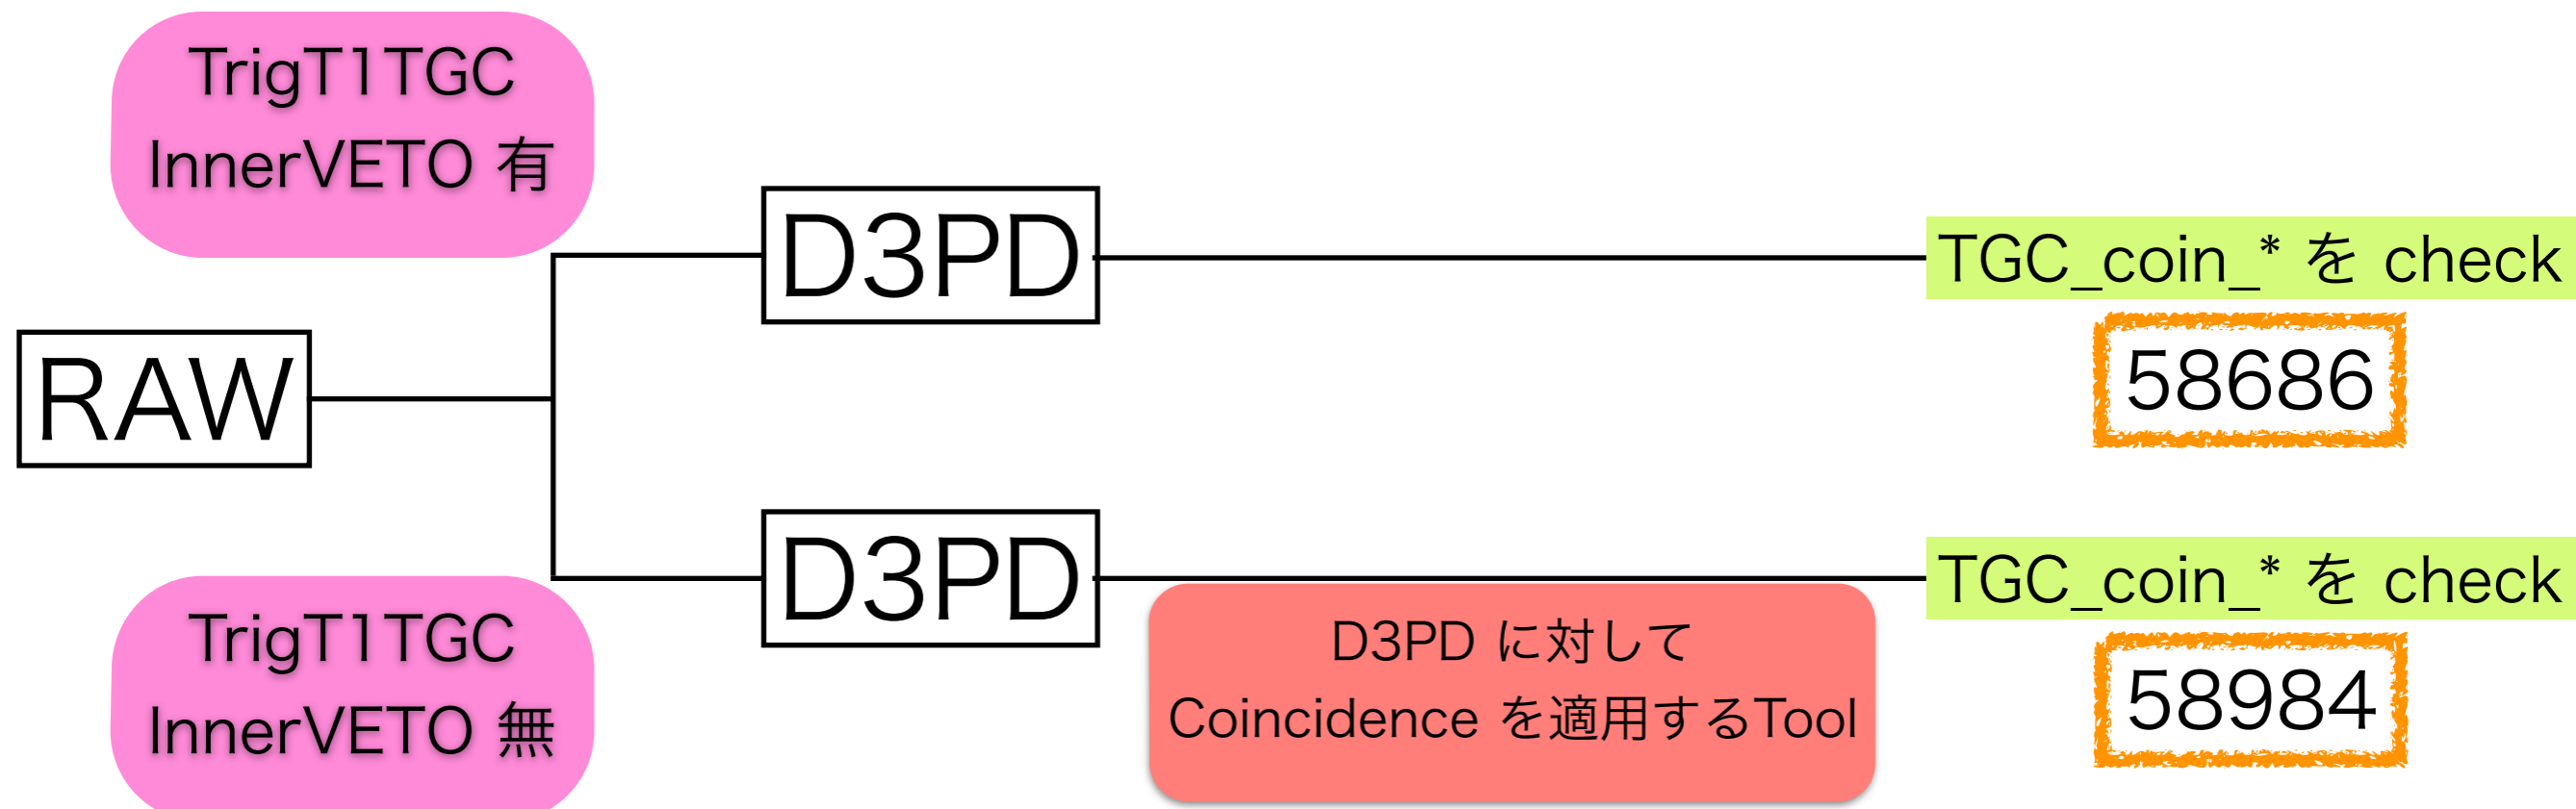 TrigT1TGC
InnerVETO 有
D3PD
TGC_coin_* を check
58686
RAW
D3PD
TGC_coin_* を check
58984
TrigT1TGC
InnerVETO 無
D3PD に対して
Coincidence を適用するTool